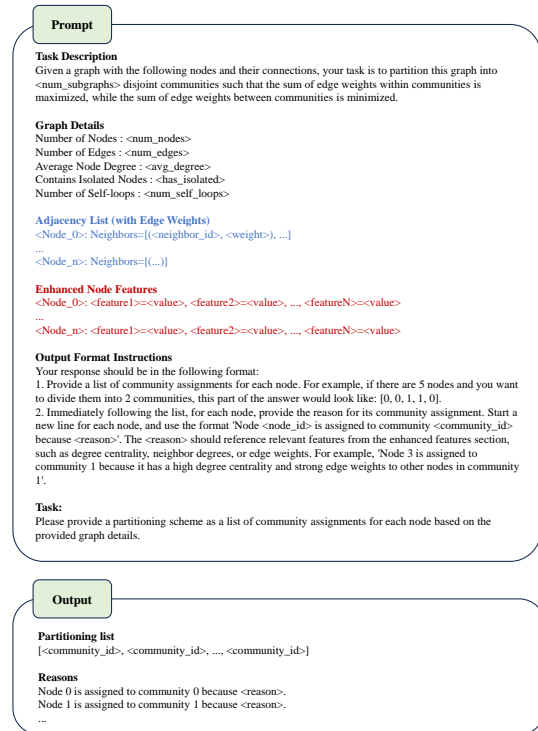 Prompt
Task Description
Given a graph with the following nodes and their connections, your task is to partition this graph into
<num_subgraphs> disjoint communities such that the sum of edge weights within communities is
maximized, while the sum of edge weights between communities is minimized.
Graph Details
Number of Nodes : <num_nodes>
Number of Edges : <num_edges>
Average Node Degree : <avg_degree>
Contains Isolated Nodes : <has_isolated>
Number of Self-loops : <num_self_loops>
Adjacency List (with Edge Weights)
<Node_0>: Neighbors=[(<neighbor_id>, <weight>), ...]
...
<Node_n>: Neighbors=[(...)]
Enhanced Node Features
<Node_0>: <feature1>=<value>, <feature2>=<value>, ..., <featureN>=<value>
...
<Node_n>: <feature1>=<value>, <feature2>=<value>, ..., <featureN>=<value>
Output Format Instructions
Your response should be in the following format:
1. Provide a list of community assignments for each node. For example, if there are 5 nodes and you want
to divide them into 2 communities, this part of the answer would look like: [0, 0, 1, 1, 0].
2. Immediately following the list, for each node, provide the reason for its community assignment. Start a
new line for each node, and use the format 'Node <node_id> is assigned to community <community_id>
because <reason>'. The <reason> should reference relevant features from the enhanced features section,
such as degree centrality, neighbor degrees, or edge weights. For example, 'Node 3 is assigned to
community 1 because it has a high degree centrality and strong edge weights to other nodes in community
1'.
Task:
Please provide a partitioning scheme as a list of community assignments for each node based on the
provided graph details.
Output
Partitioning list
[<community_id>, <community_id>, ..., <community_id>]
Reasons
Node 0 is assigned to community 0 because <reason>.
Node 1 is assigned to community 1 because <reason>.
...